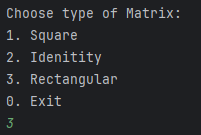 Choose type of Matrix:
1. Square
2. Idenitity
3. Rectangular
0. Exit
3